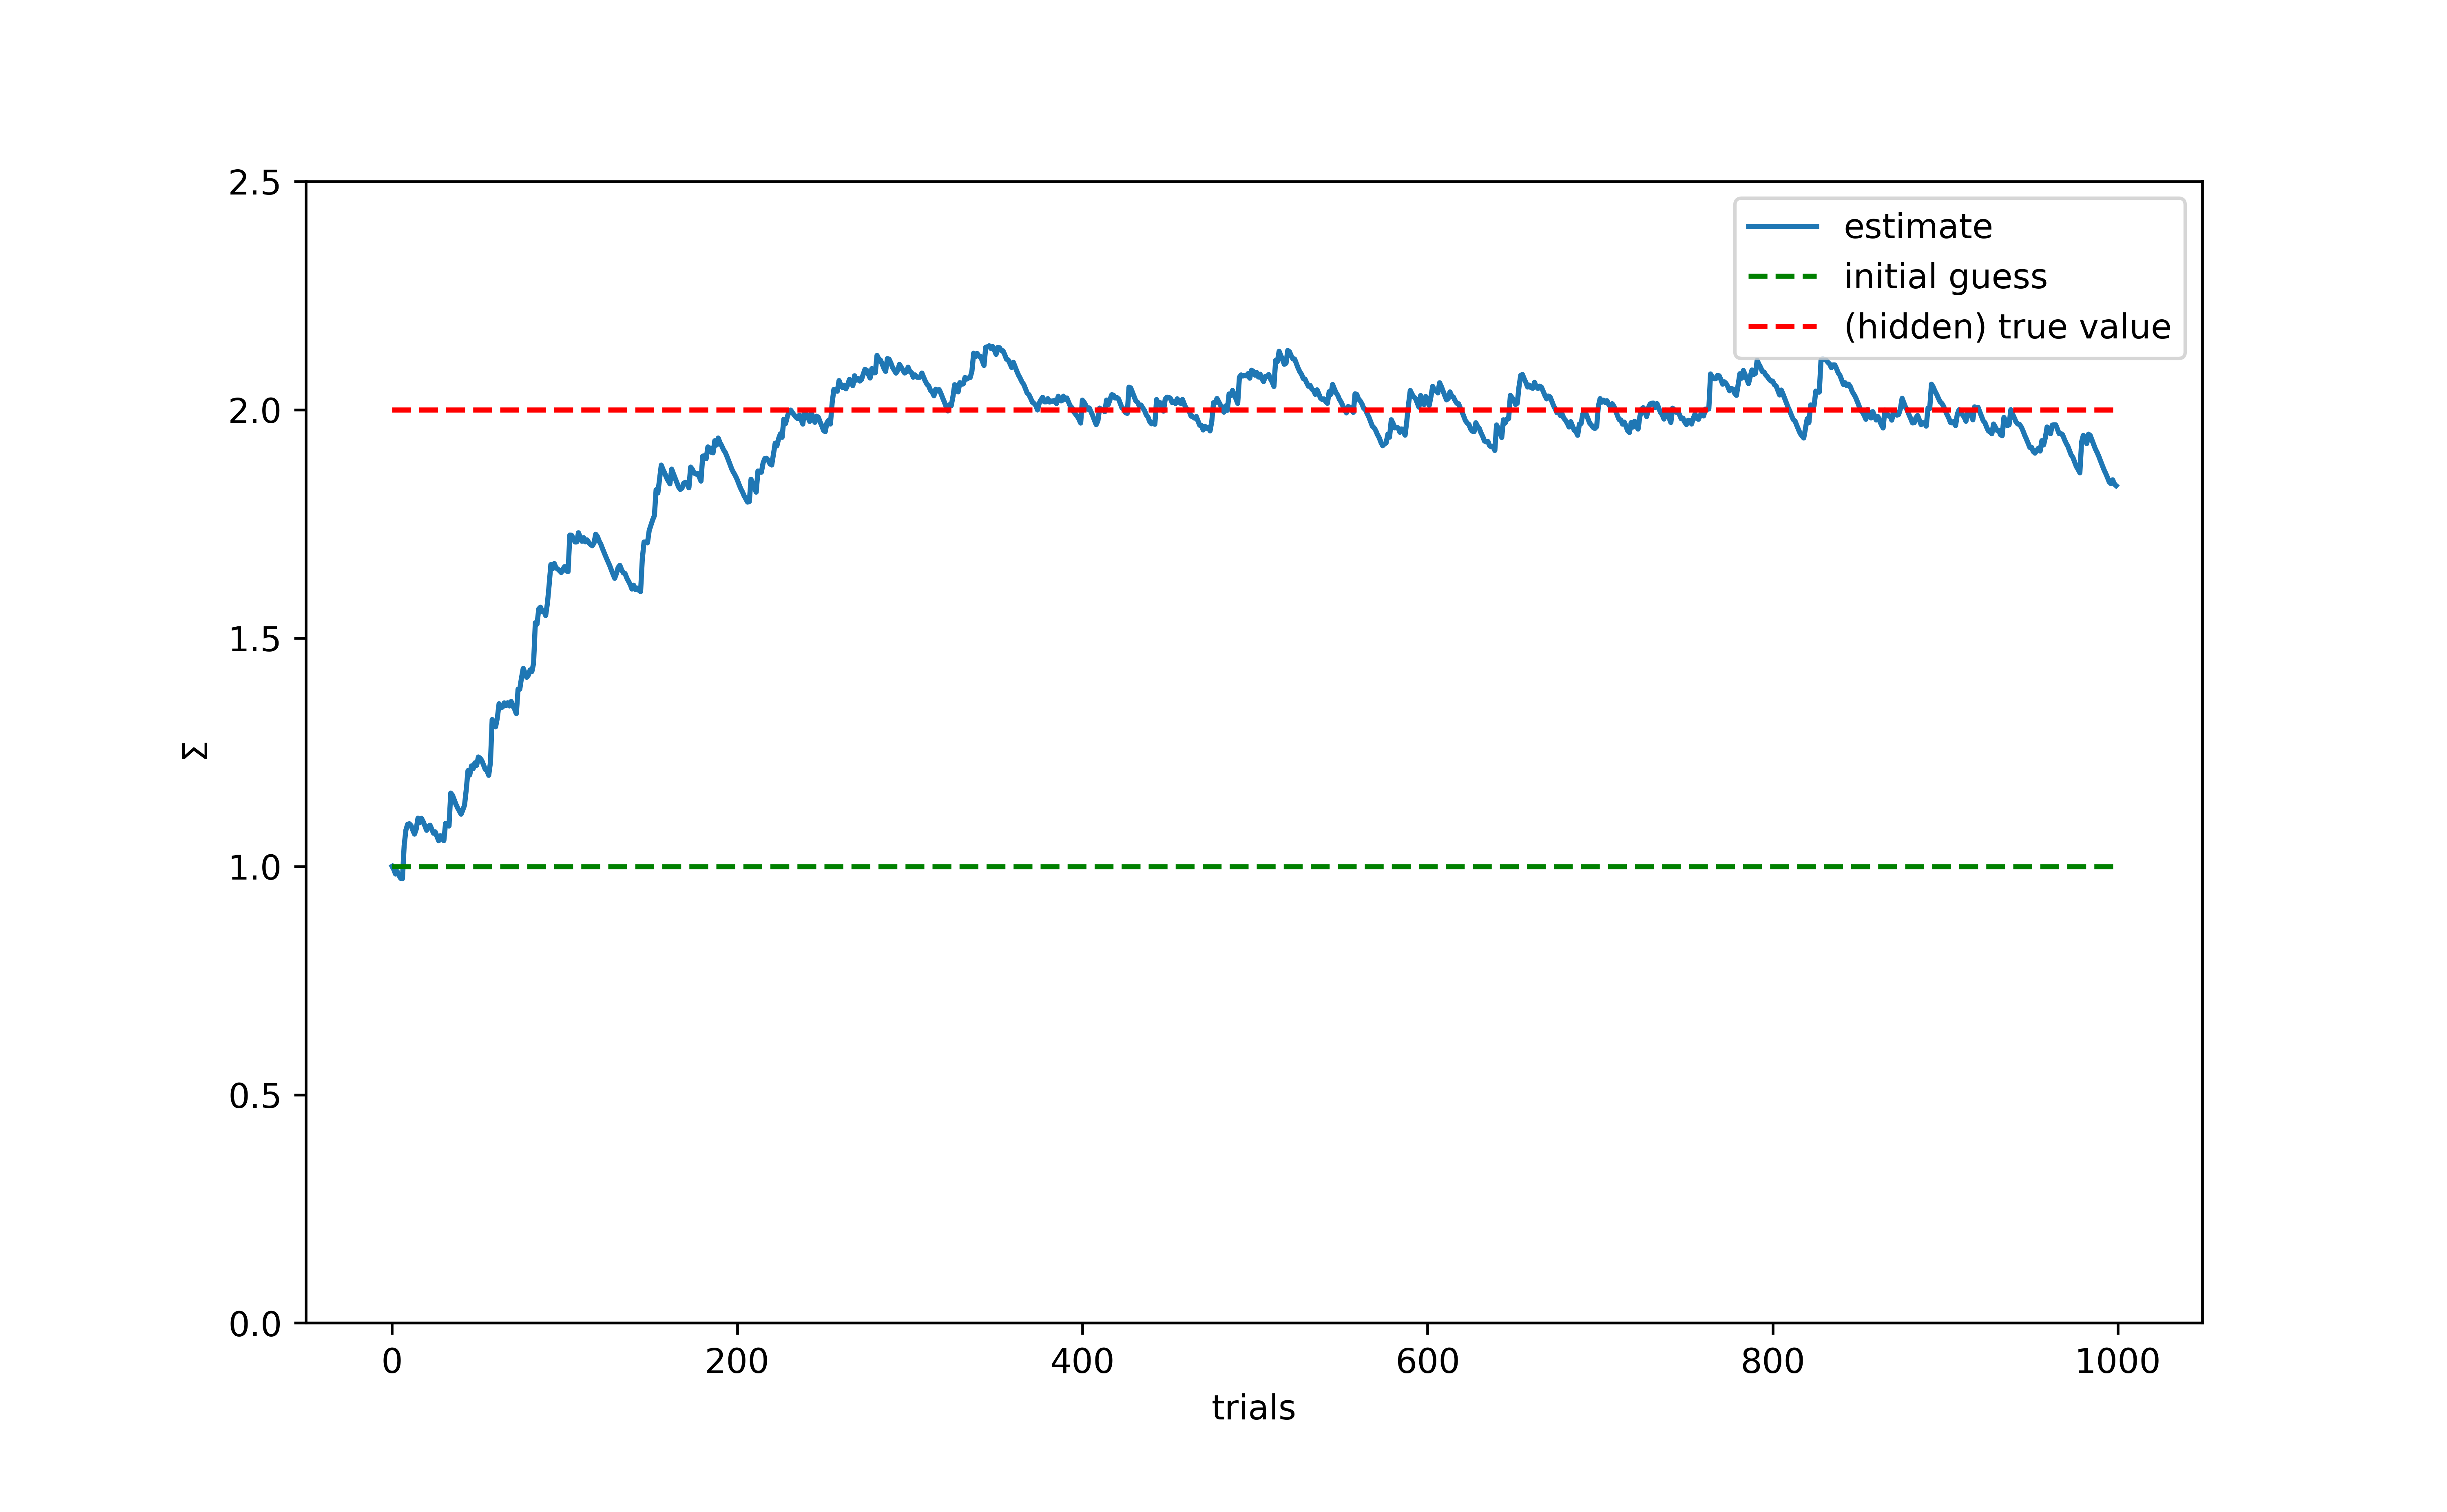 2.5
2.0
1.5
1.0
0.5
0.0
Σ
estimate
initial guess
(hidden) true value
0 200 400 600 800 1000
trials